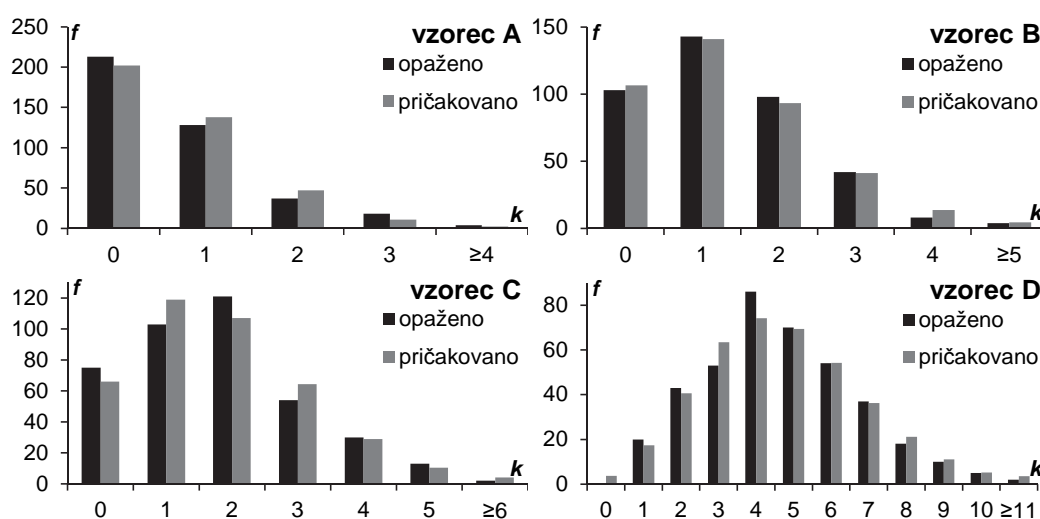 f
vzorec A
opaženo
pričakovano
250
200
150
100
50
0
k
0 1 2 3 ≥4
f
vzorec B
opaženo
pričakovano
150
100
50
0
k
0 1 2 3 4 ≥5
f
vzorec C
opaženo
pričakovano
120
100
80
60
40
20
0
k
0 1 2 3 4 5 ≥6
f
vzorec D
opaženo
pričakovano
80
60
40
20
0
k
0 1 2 3 4 5 6 7 8 9 10 ≥11